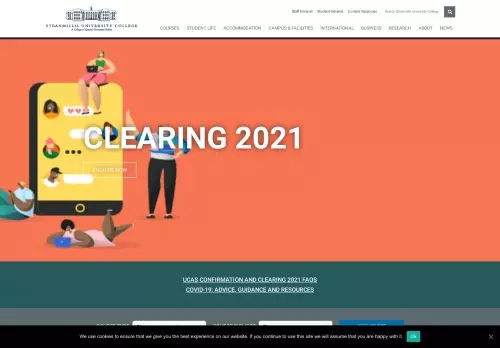 Staff Intranet Student Intranet Current Vacancies Search Stranmillis University College
STRANMILLIS UNIVERSITY COLLEGE
A College of Queen's University Belfast
COURSES STUDENT LIFE ACCOMMODATION CAMPUS & FACILITIES INTERNATIONAL BUSINESS RESEARCH ABOUT NEWS
CLEARING 2021
ENQUIRE NOW
UCAS CONFIRMATION AND CLEARING 2021 FAQS
COVID-19: ADVICE, GUIDANCE AND RESOURCES
We use cookies to ensure that we give you the best experience on our website. If you continue to use this site we will assume that you are happy with it.
Ok